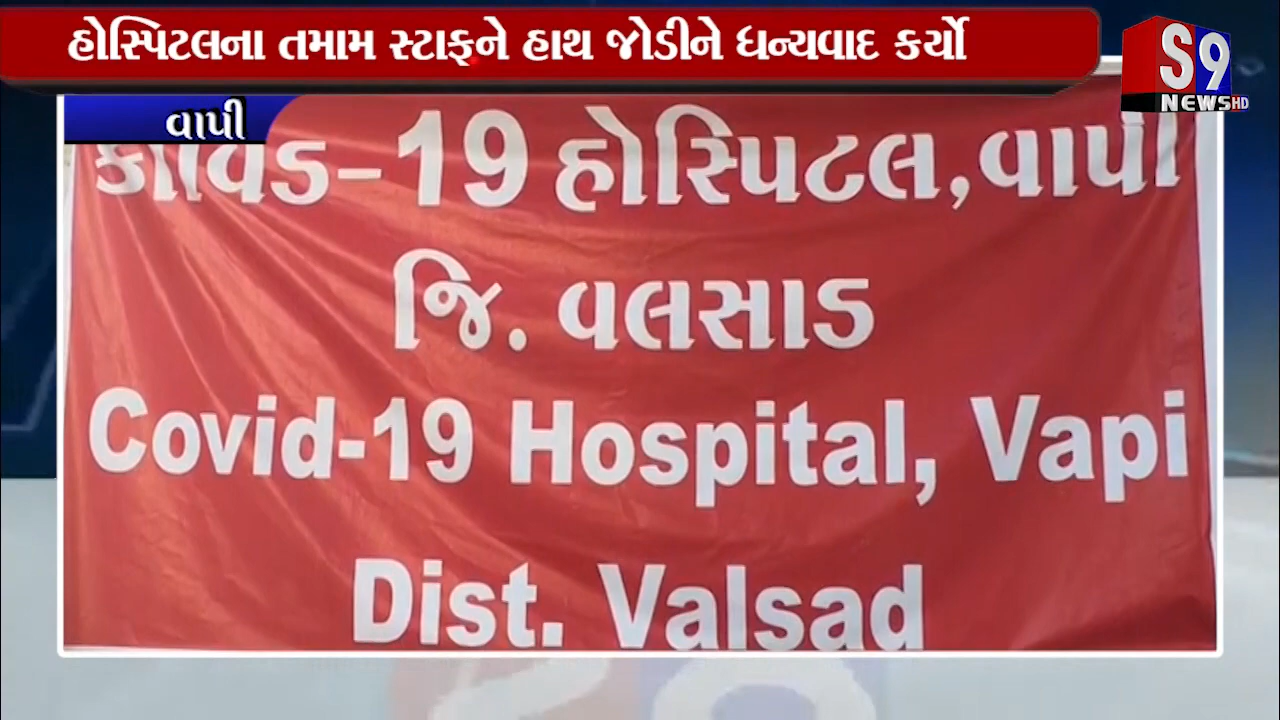 હોસ્પિટલના તમામ સ્ટાફને હાથ જોડીને ધન્યવાદ કર્યો
S9
NEWS HD
વાપી
કોવિડ-19 હોસ્પિટલ, વાપી
જિ. વલસાડ
Covid-19 Hospital, Vapi
Dist. Valsad